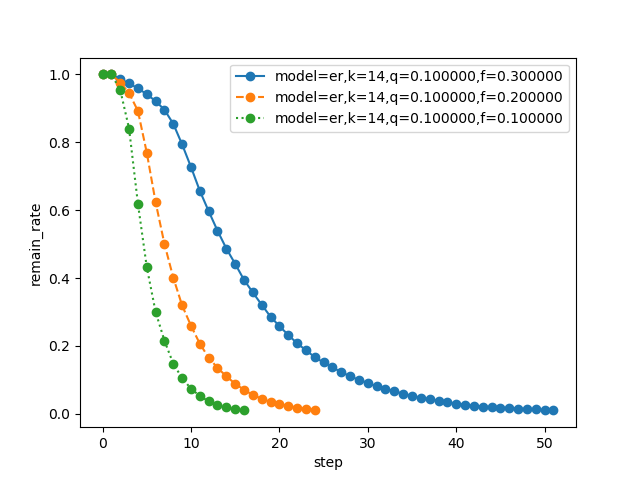 model=er,k=14,q=0.100000,f=0.300000
model=er,k=14,q=0.100000,f=0.200000
model=er,k=14,q=0.100000,f=0.100000
remain_rate
1.0
0.8
0.6
0.4
0.2
0.0
0 10 20 30 40 50
step